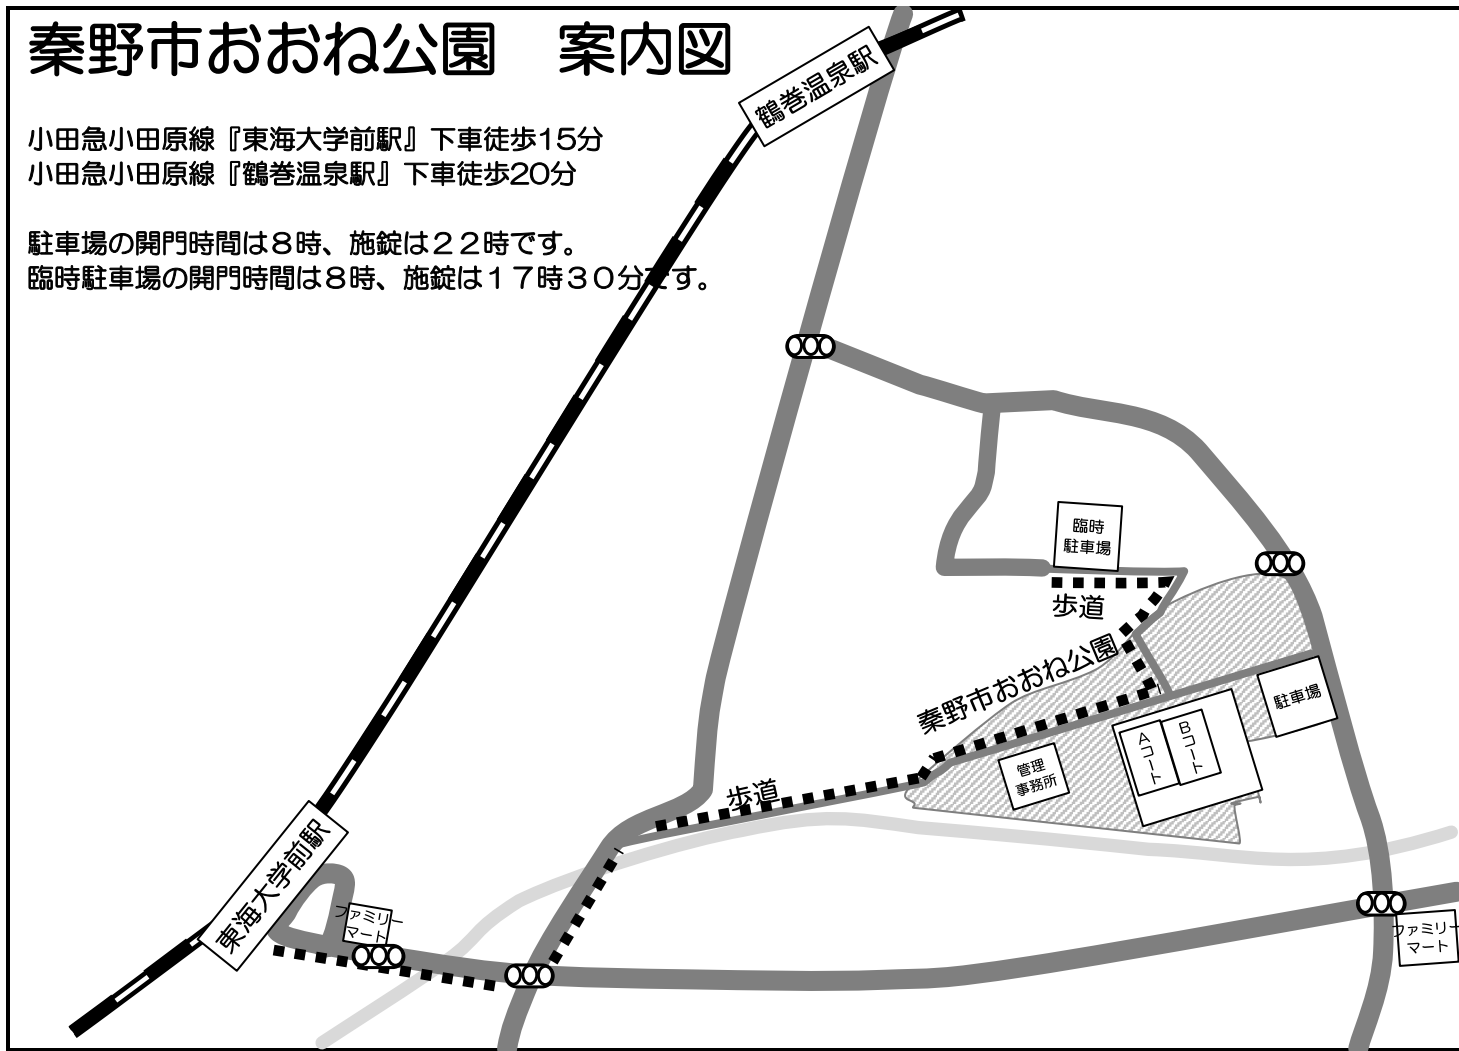 秦野市おおね公園　案内図
小田急小田原線『東海大学前駅』下車徒歩15分
小田急小田原線『鶴巻温泉駅』下車徒歩20分
駐車場の開門時間は８時、施錠は２２時です。
臨時駐車場の開門時間は８時、施錠は１７時３０分です。
鶴巻温泉駅
臨時
駐車場
歩道
秦野市おおね公園
駐車場
Aコート
Bコート
管理
事務所
歩道
東海大学前駅
ファミリー
マート
ファミリー
マート